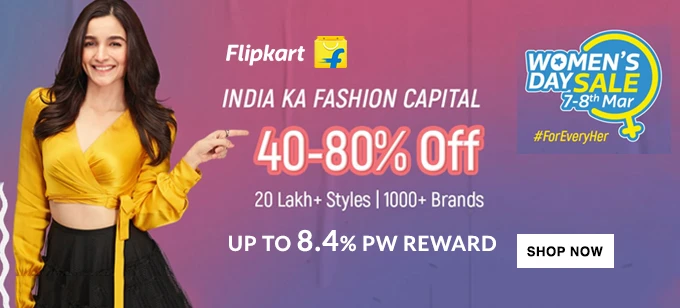 Flipkart
INDIA KA FASHION CAPITAL
40-80% Off
20 Lakh+ Styles | 1000+ Brands
UP TO 8.4% PW REWARD
SHOP NOW
WOMEN'S
DAY SALE
7-8th Mar
#ForEveryHer